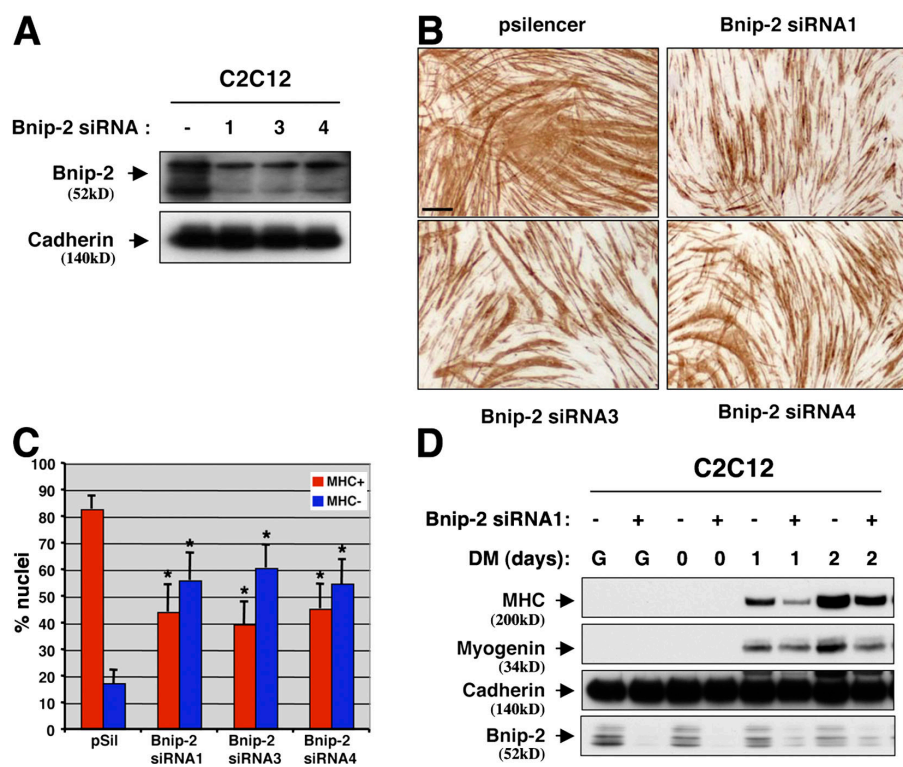 A
C2C12
Bnip-2 siRNA : - 1 3 4
Bnip-2
(52kD)
Cadherin
(140kD)
B
psilencer Bnip-2 siRNA1
Bnip-2 siRNA3 Bnip-2 siRNA4
C
% nuclei
100
90
80
70
60
50
40
30
20
10
0
MHC+
MHC-
* * * * * *
pSil Bnip-2 Bnip-2 Bnip-2
siRNA1 siRNA3 siRNA4
D
C2C12
Bnip-2 siRNA1: - + - + - + - +
DM (days): G G 0 0 1 1 2 2
MHC
(200kD)
Myogenin
(34kD)
Cadherin
(140kD)
Bnip-2
(52kD)